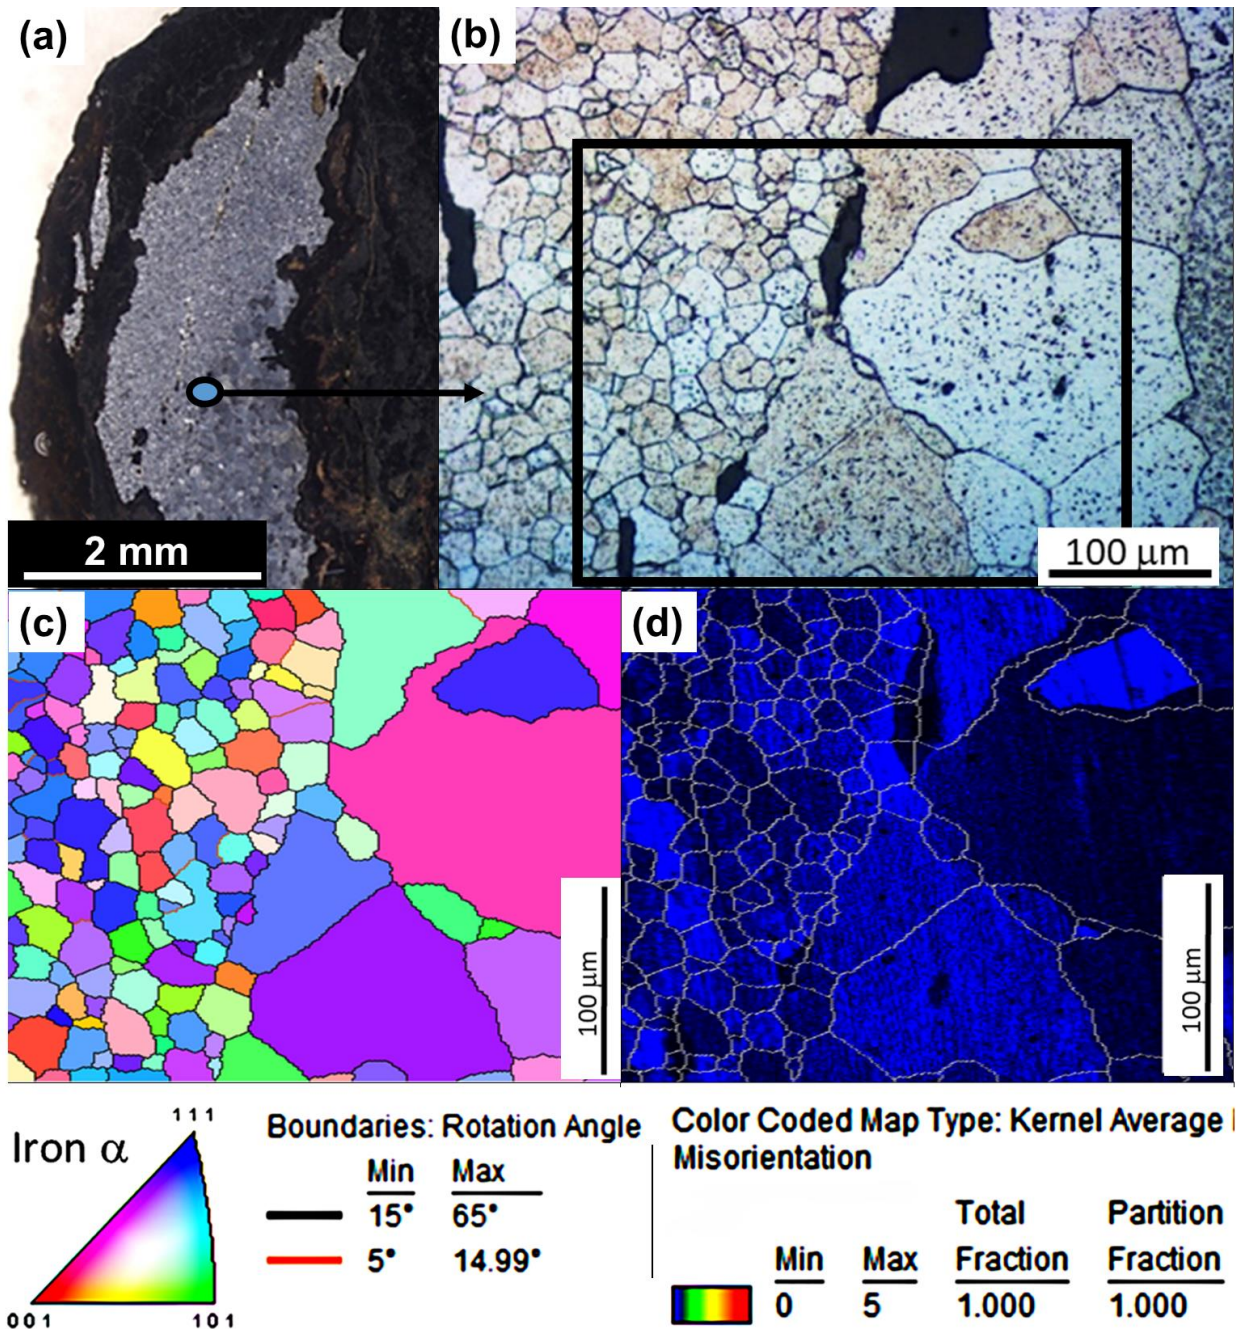 (a)
(b)
2 mm
100 µm
(c)
(d)
100 µm
100 µm
111
Iron α
001
101
Boundaries: Rotation Angle
Min Max
15° 65°
5° 14.99°
Color Coded Map Type: Kernel Average
Misorientation
Total Partition
Min Max Fraction Fraction
0 5 1.000 1.000